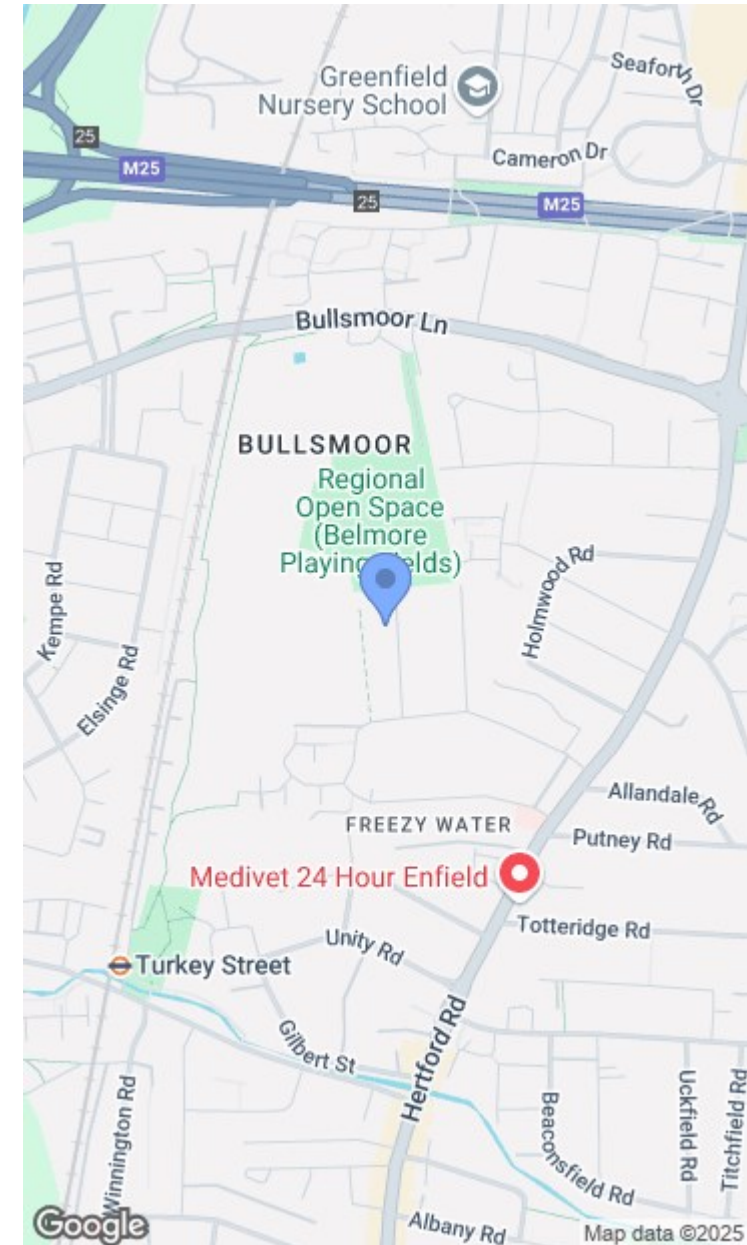 Greenfield
Nursery School
Seaforth Dr
25
M25
Cameron Dr
25
M25
Bullsmoor Ln
BULLSMOOR
Regional
Open Space
(Belmore
Playing
elds)
Holmwood Rd
Kempe Rd
Elsinge Rd
Allandale Rd
FREEZY WATER
Putney Rd
Medivet 24 Hour Enfield
Totteridge Rd
Unity Rd
Turkey Street
Hertford Rd
Gilbert St
Winnington Rd
Beaconsfield Rd
Uckfield Rd
Titchfield Rd
Albany Rd
Google
Map data ©2025